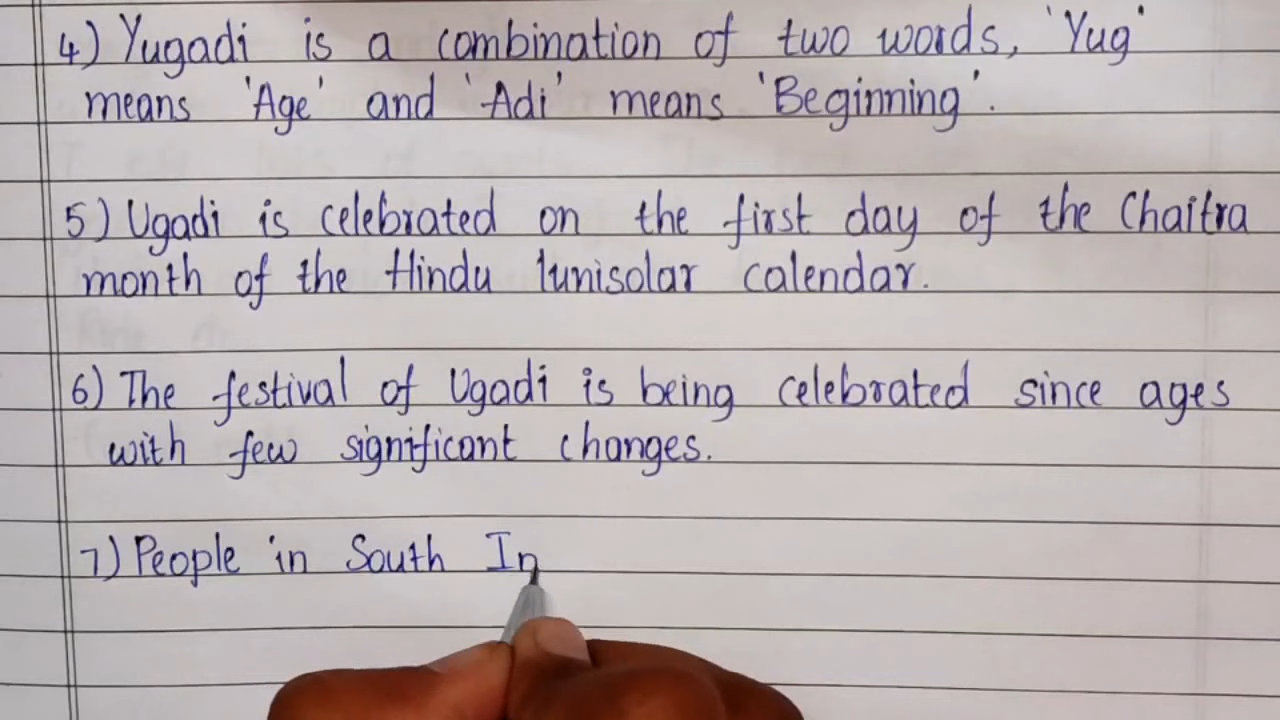 4) Yugadi is a combination of two words, 'Yug'
means 'Age' and 'Adi' means 'Beginning'.
5) Ugadi is celebrated on the first day of the Chaitra
month of the Hindu lunisolar calendar.
6) The festival of Ugadi is being celebrated since ages
with few significant changes.
7) People in South In